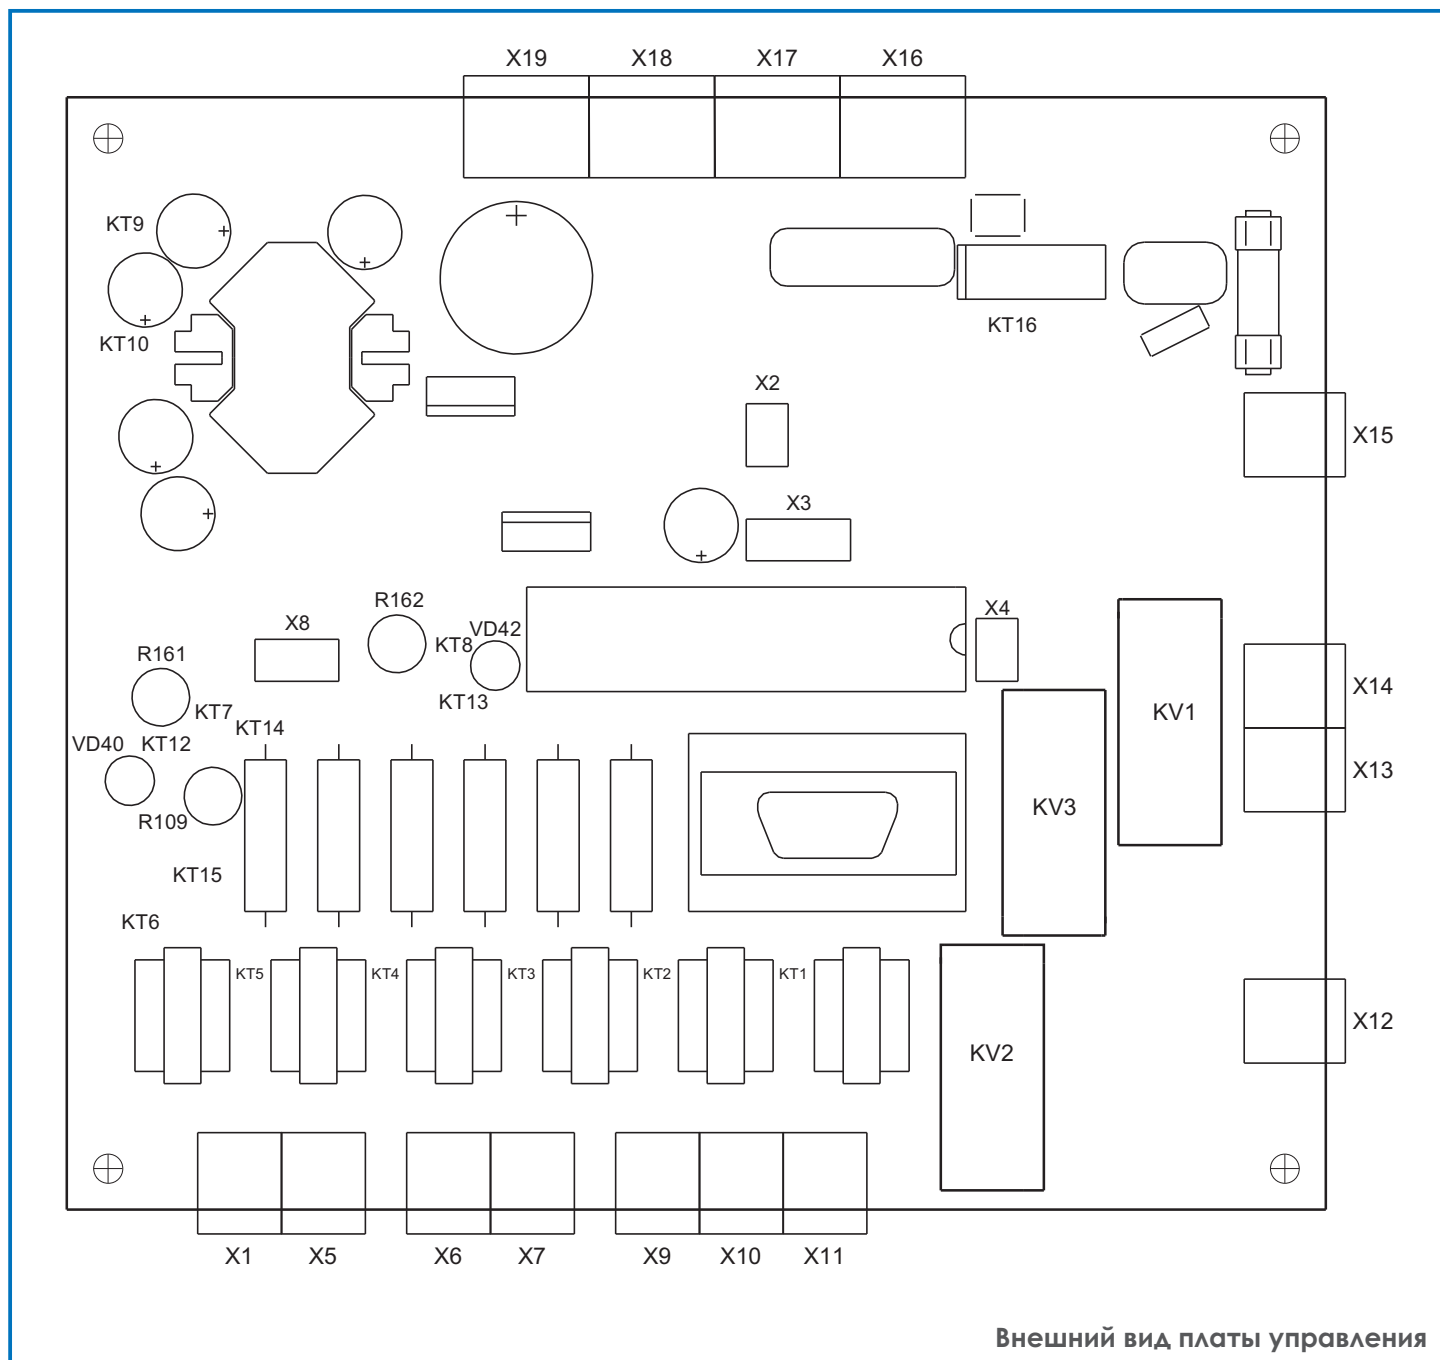 X19 X18 X17 X16
KT9
KT10
KT16
X2
X15
X3
R162
X4
X8
VD42
KT8
R161
KT13
X14
KV1
KT7
KT14
VD40 KT12
X13
KV3
R109
KT15
KT6
KT5 KT4 KT3 KT2 KT1
X12
KV2
X1 X5 X6 X7 X9 X10 X11
Внешний вид платы управления